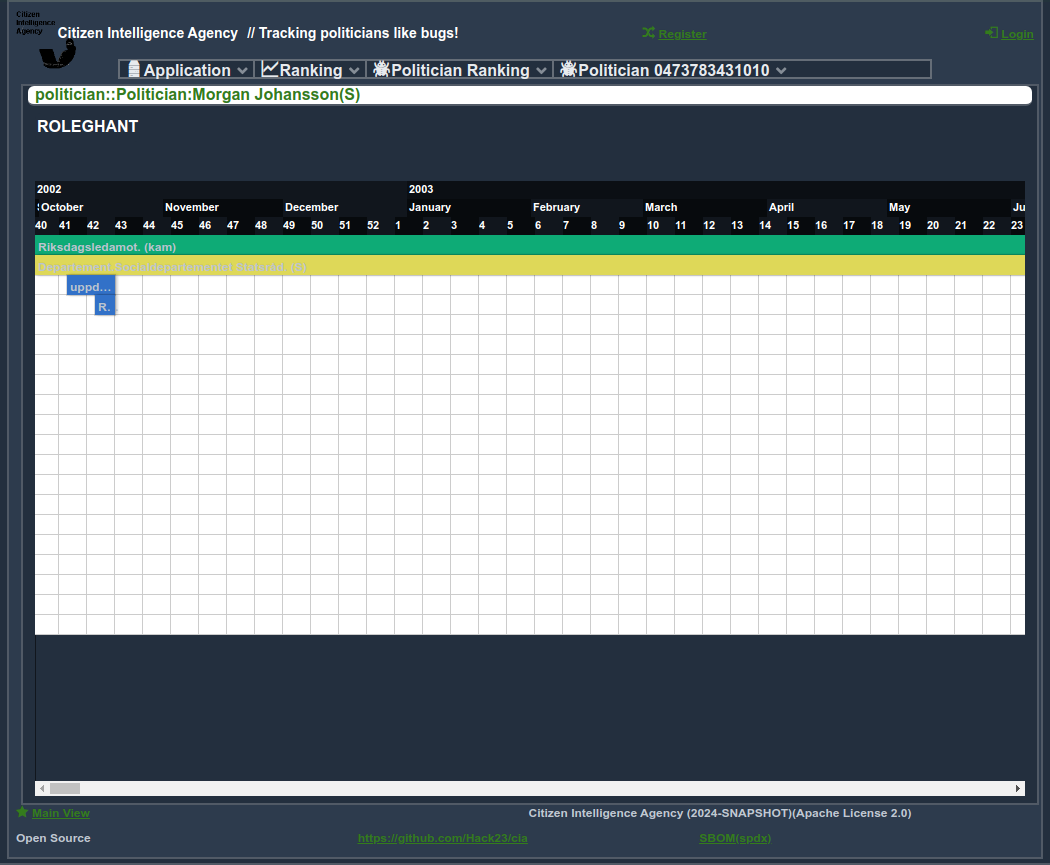 Citizen
Intelligence
Agency
Citizen Intelligence Agency // Tracking politicians like bugs!
Register
Login
Application Ranking Politician Ranking Politician 0473783431010
politician::Politician:Morgan Johansson(S)
ROLEGHANT
2002 2003
October November December January February March April May Ju
40 41 42 43 44 45 46 47 48 49 50 51 52 1 2 3 4 5 6 7 8 9 10 11 12 13 14 15 16 17 18 19 20 21 22 23
Riksdagsledamot. (kam)
Departement.Socialdepartementet Statsråd. (S)
uppd...
R.
Main View
Citizen Intelligence Agency (2024-SNAPSHOT)(Apache License 2.0)
Open Source
https://github.com/Hack23/cia
SBOM(spdx)